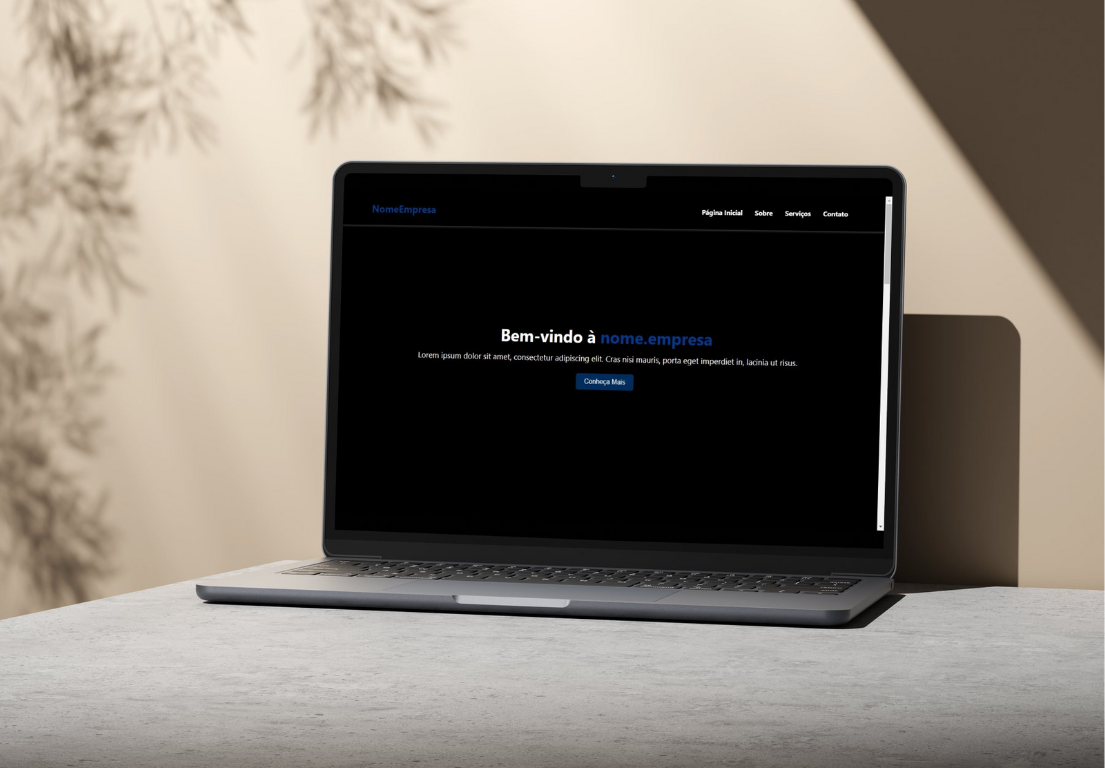 NomeEmpresa
Página Inicial Sobre Serviços Contato
Bem-vindo à nome.empresa
Lorem ipsum dolor sit amet, consectetur adipiscing elit. Cras nisi mauris, porta eget imperdiet in, lacinia ut risus.
Conheça Mais